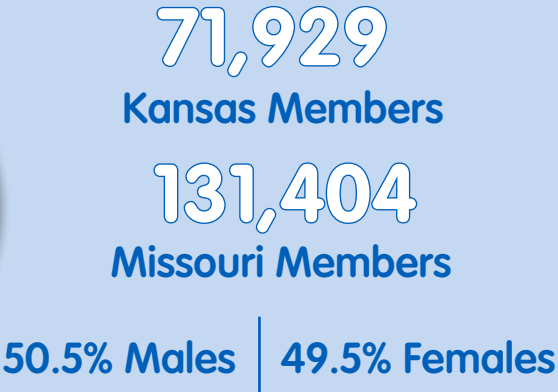 71,929
Kansas Members
131,404
Missouri Members
50.5% Males | 49.5% Females